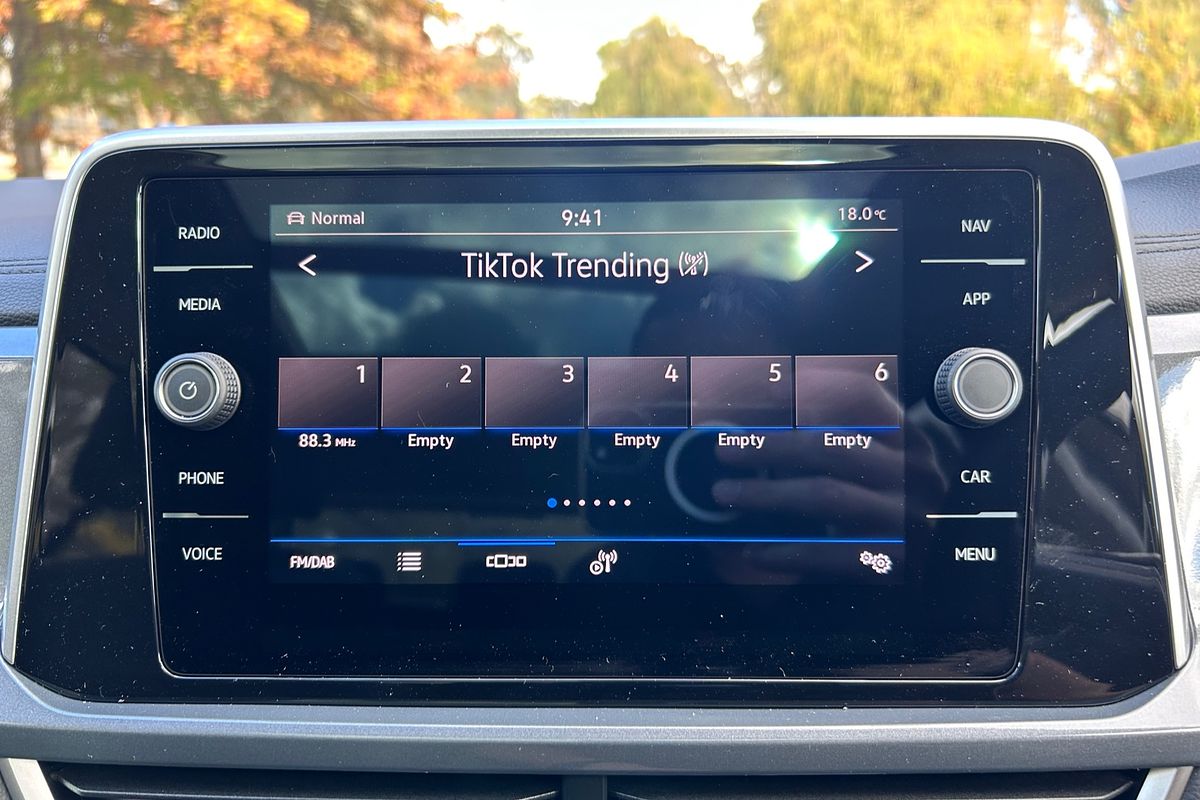 RADIO
MEDIA
PHONE
VOICE
Normal 9:41 18.0°C
< TikTok Trending >
1 2 3 4 5 6
88.3 MHz Empty Empty Empty Empty Empty
FM/DAB
NAV
APP
CAR
MENU